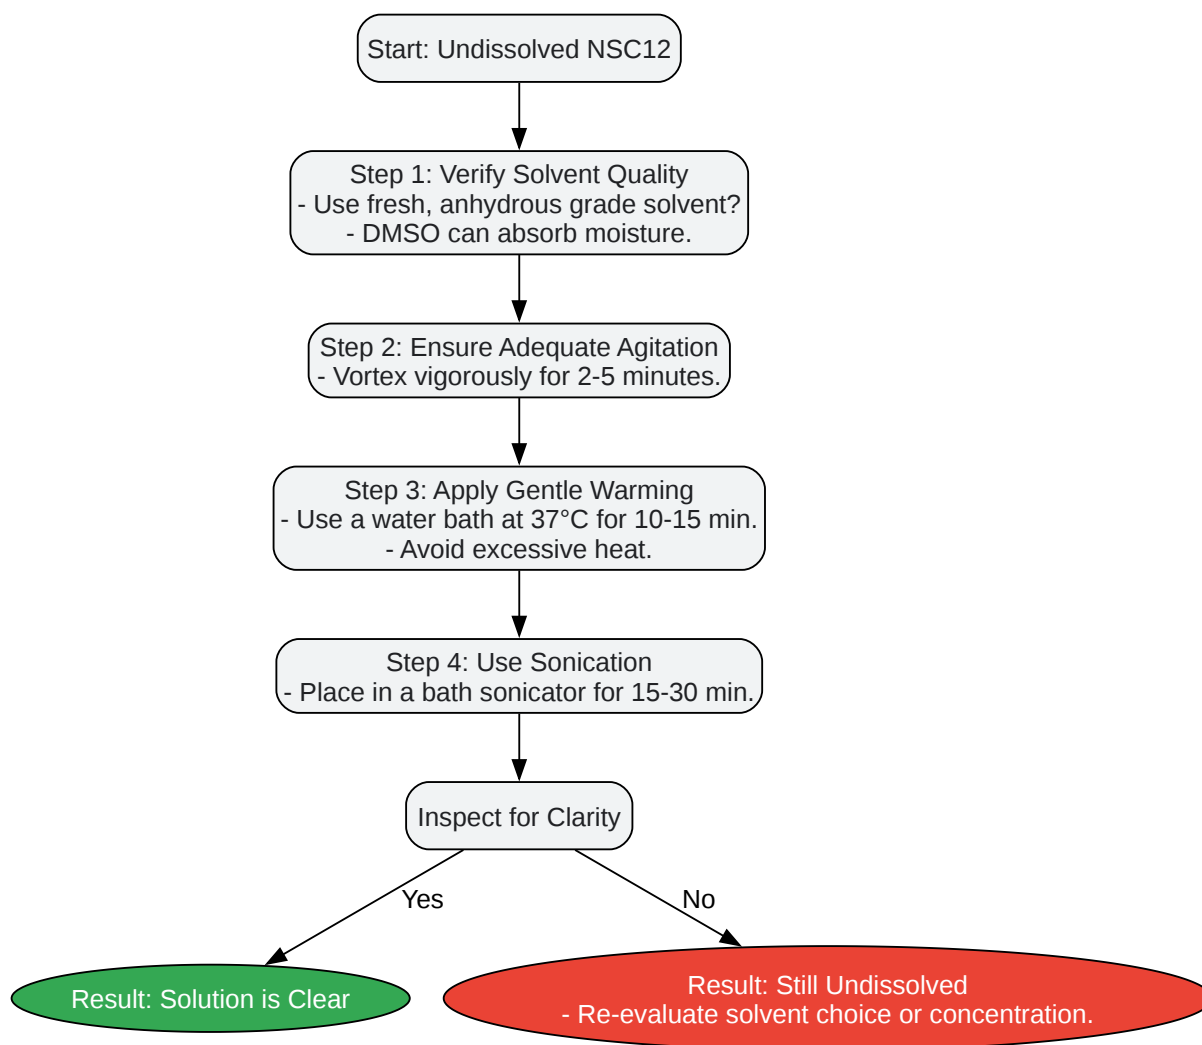 Start: Undissolved NSC12
Step 1: Verify Solvent Quality
- Use fresh, anhydrous grade solvent?
- DMSO can absorb moisture.
Step 2: Ensure Adequate Agitation
- Vortex vigorously for 2-5 minutes.
Step 3: Apply Gentle Warming
- Use a water bath at 37°C for 10-15 min.
- Avoid excessive heat.
Step 4: Use Sonication
- Place in a bath sonicator for 15-30 min.
Inspect for Clarity
Yes
No
Result: Solution is Clear
Result: Still Undissolved
- Re-evaluate solvent choice or concentration.